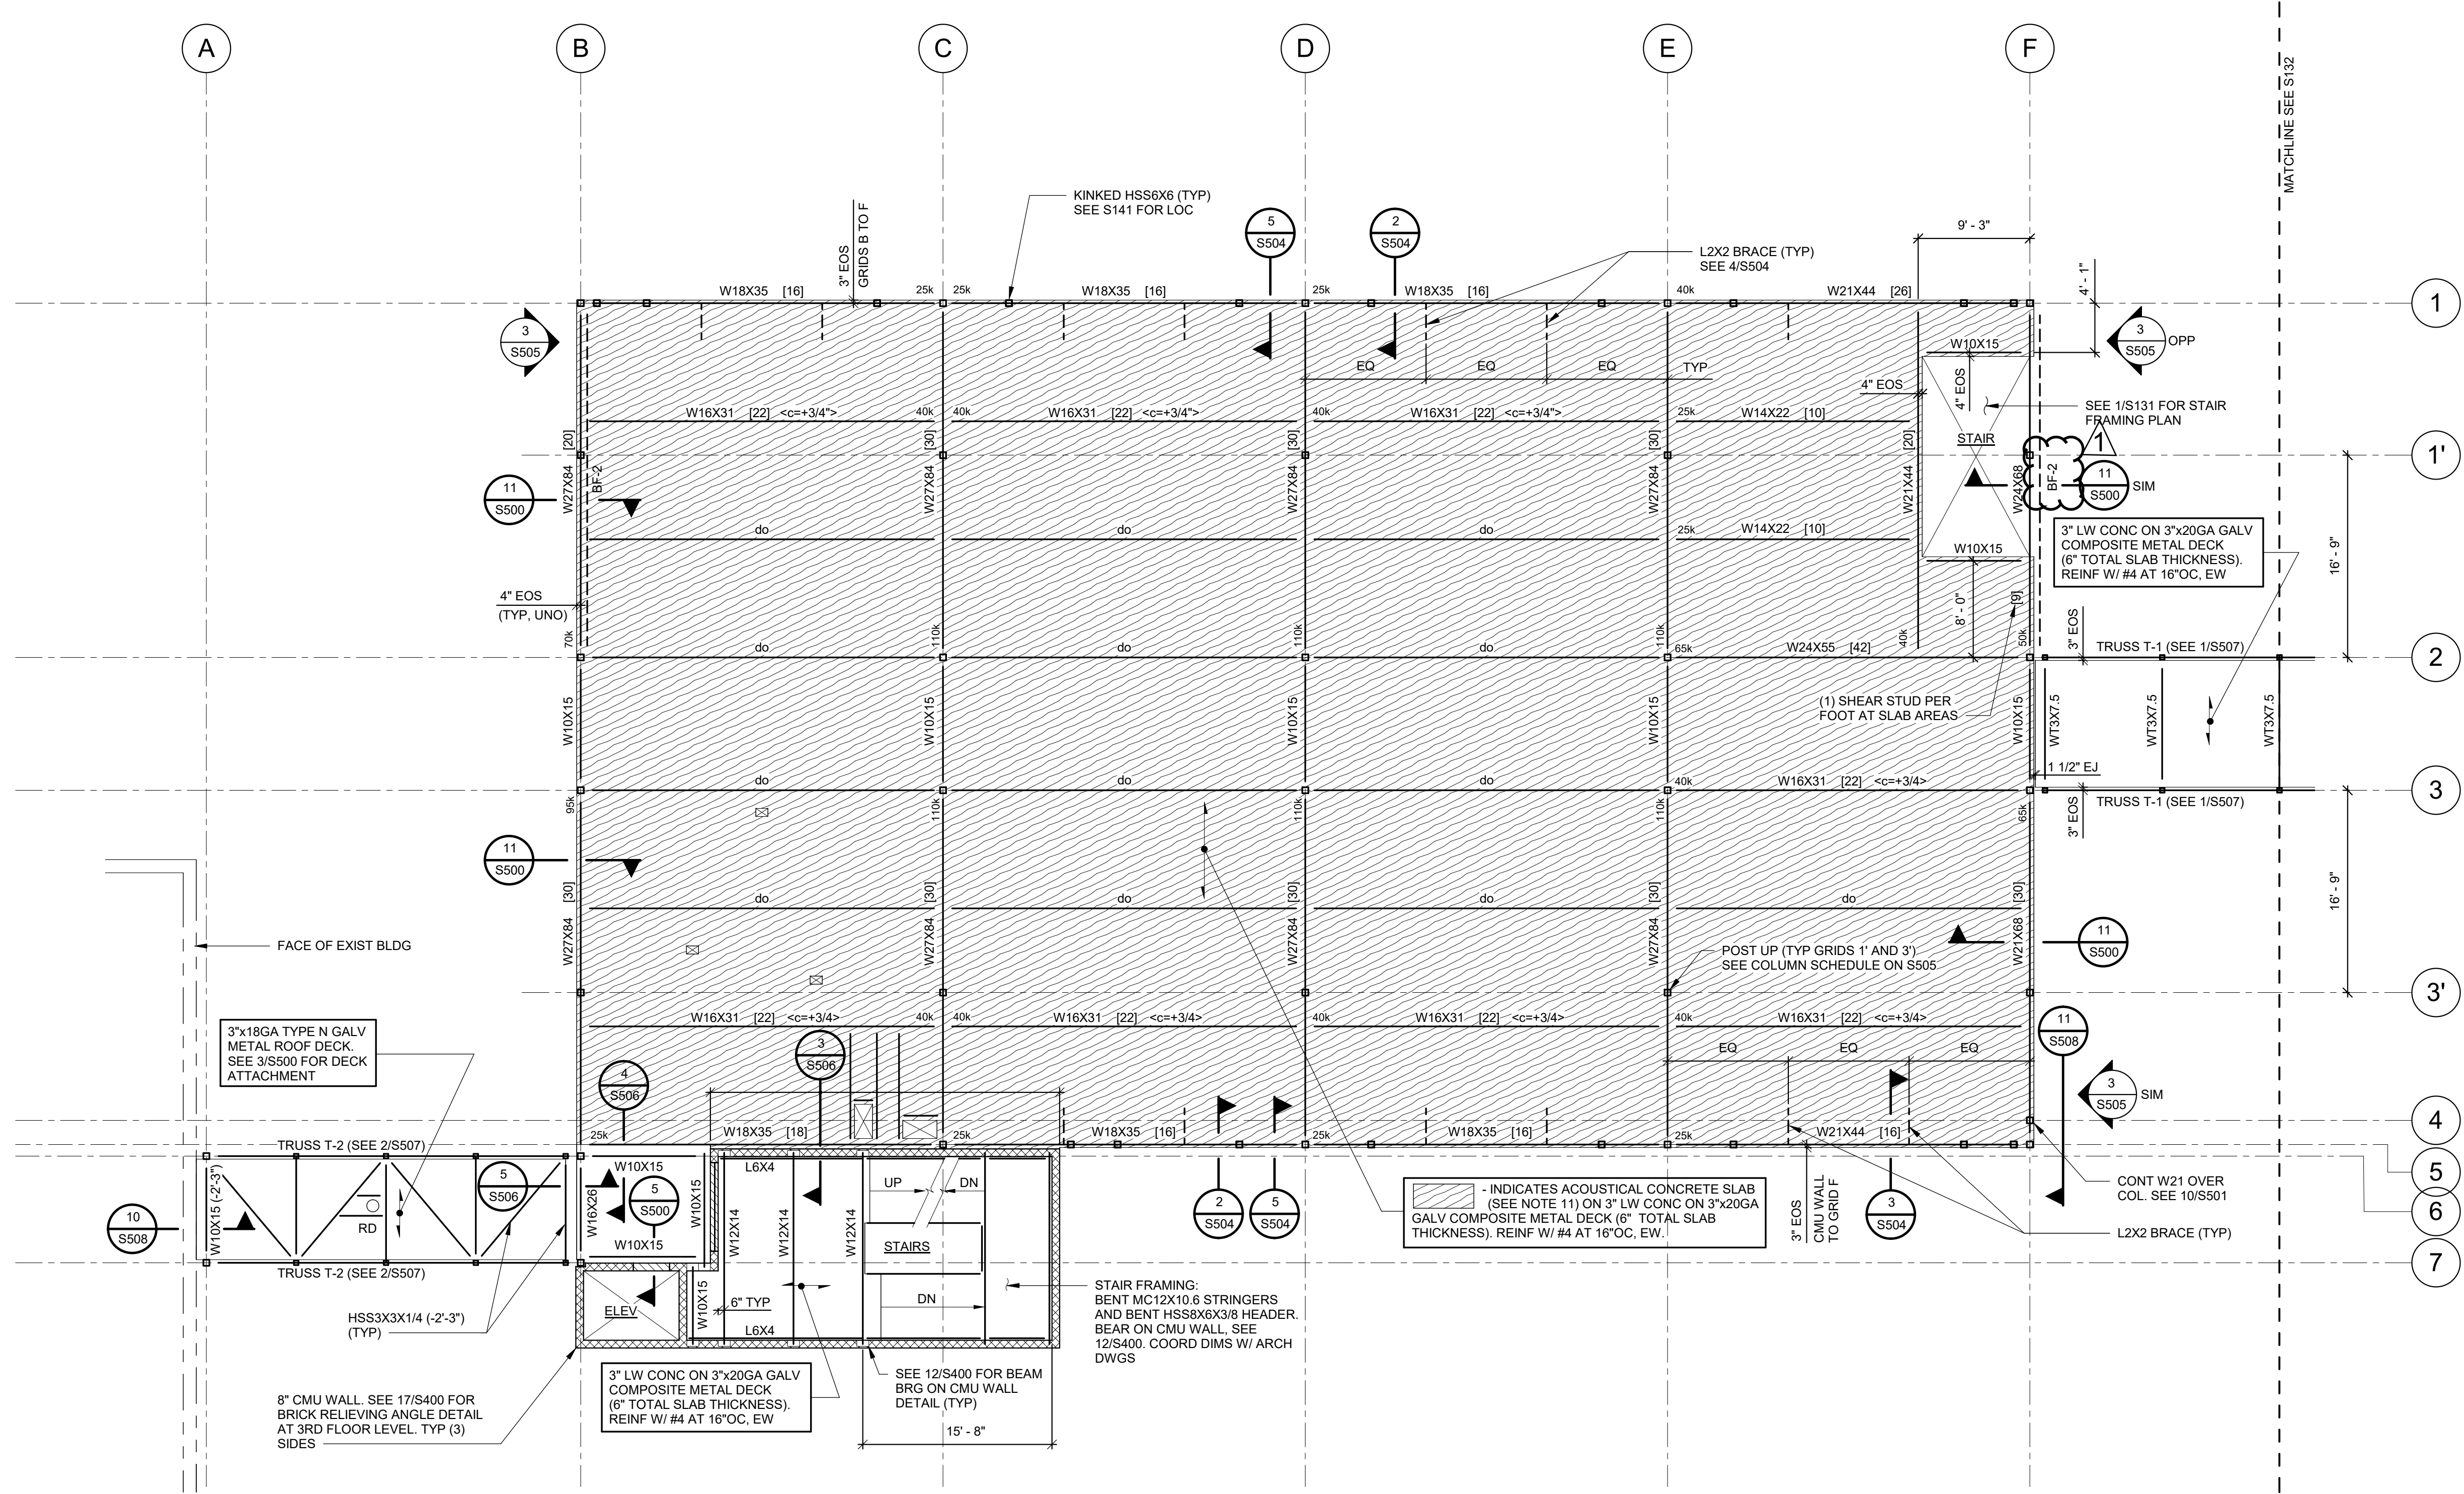 A
B
C
D
E
F
MATCHLINE SEE S132
KINKED HSS6X6 (TYP)
SEE S141 FOR LOC
3" EOS
GRIDS B TO F
5
S504
2
S504
L2X2 BRACE (TYP)
SEE 4/S504
9' - 3"
4' - 1"
W18X35 [16]
25k
25k
W18X35 [16]
25k
W18X35 [16]
40k
W21X44 [26]
1
3
S505
3
S505
OPP
EQ
EQ
EQ
TYP
W10X15
4" EOS
4" EOS
SEE 1/S131 FOR STAIR
FRAMING PLAN
W16X31 [22] <c=+3/4">
40k
40k
W16X31 [22] <c=+3/4">
40k
W16X31 [22] <c=+3/4">
25k
W14X22 [10]
[20]
[30]
[30]
[30]
[20]
STAIR
1
1'
W27X84
BF-2
W27X84
W27X84
W27X84
W21X44
W24X68
BF-2
11
S500
11
S500
SIM
do
do
do
25k
W14X22 [10]
W10X15
3" LW CONC ON 3"x20GA GALV
COMPOSITE METAL DECK
(6" TOTAL SLAB THICKNESS).
REINF W/ #4 AT 16"OC, EW
16' - 9"
4" EOS
(TYP, UNO)
8' - 0"
[9]
3" EOS
70k
110k
110k
110k
40k
50k
do
do
do
65k
W24X55 [42]
TRUSS T-1 (SEE 1/S507)
2
W10X15
W10X15
W10X15
W10X15
(1) SHEAR STUD PER
FOOT AT SLAB AREAS
W10X15
WT3X7.5
WT3X7.5
WT3X7.5
1 1/2" EJ
do
do
do
40k
W16X31 [22] <c=+3/4>
3
95k
110k
110k
110k
65k
3" EOS
TRUSS T-1 (SEE 1/S507)
11
S500
16' - 9"
[30]
[30]
[30]
[30]
[30]
do
do
do
do
W27X84
W27X84
W27X84
W27X84
W21X68
FACE OF EXIST BLDG
POST UP (TYP GRIDS 1' AND 3')
SEE COLUMN SCHEDULE ON S505
11
S500
3'
W16X31 [22] <c=+3/4>
40k
40k
W16X31 [22] <c=+3/4>
40k
W16X31 [22] <c=+3/4>
40k
W16X31 [22] <c=+3/4>
11
S508
3"x18GA TYPE N GALV
METAL ROOF DECK.
SEE 3/S500 FOR DECK
ATTACHMENT
3
S506
4
S506
EQ
EQ
EQ
3
S505
SIM
4
25k
W18X35 [18]
25k
W18X35 [16]
25k
W18X35 [16]
25k
W21X44 [16]
TRUSS T-2 (SEE 2/S507)
5
6
7
W10X15 (-2'-3")
5
S506
W10X15
W16X26
5
S500
W10X15
W10X15
L6X4
UP
DN
W12X14
W12X14
W12X14
STAIRS
DN
2
S504
5
S504
- INDICATES ACOUSTICAL CONCRETE SLAB
(SEE NOTE 11) ON 3" LW CONC ON 3"x20GA
GALV COMPOSITE METAL DECK (6" TOTAL SLAB
THICKNESS). REINF W/ #4 AT 16"OC, EW.
3" EOS
CMU WALL
TO GRID F
3
S504
CONT W21 OVER
COL. SEE 10/S501
L2X2 BRACE (TYP)
10
S508
RD
TRUSS T-2 (SEE 2/S507)
HSS3X3X1/4 (-2'-3")
(TYP)
ELEV
W10X15
6" TYP
L6X4
STAIR FRAMING:
BENT MC12X10.6 STRINGERS
AND BENT HSS8X6X3/8 HEADER.
BEAR ON CMU WALL, SEE
12/S400. COORD DIMS W/ ARCH
DWGS
8" CMU WALL. SEE 17/S400 FOR
BRICK RELIEVING ANGLE DETAIL
AT 3RD FLOOR LEVEL. TYP (3)
SIDES
3" LW CONC ON 3"x20GA GALV
COMPOSITE METAL DECK
(6" TOTAL SLAB THICKNESS).
REINF W/ #4 AT 16"OC, EW
SEE 12/S400 FOR BEAM
BRG ON CMU WALL
DETAIL (TYP)
15' - 8"